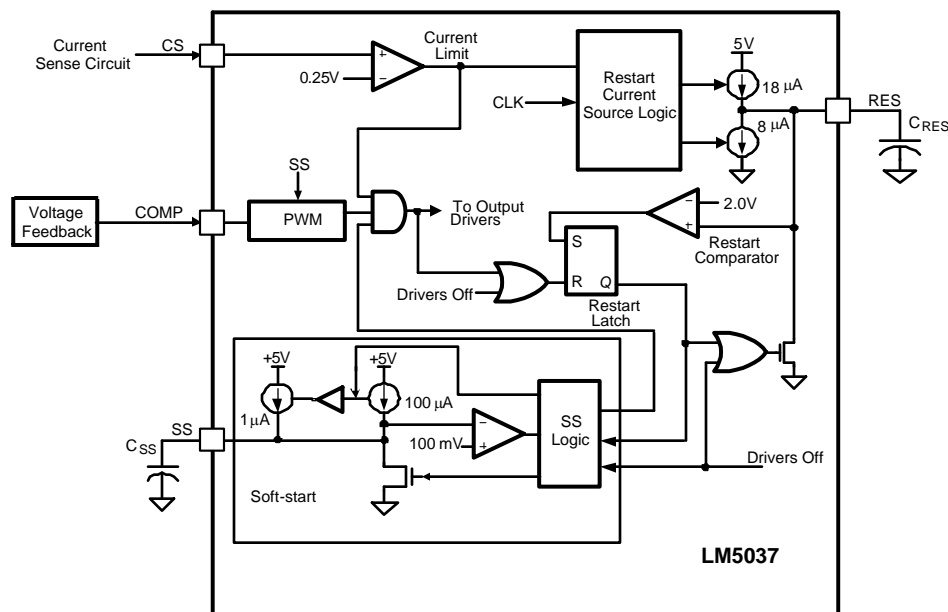 Current
Sense Circuit
CS
0.25V
+
−
Current
Limit
CLK
Restart
Current
Source Logic
5V
18 μA
8 μA
RES
C RES
SS
Voltage
Feedback
COMP
PWM
To Output
Drivers
−
2.0V
+
Restart
Comparator
S
R
Q
Drivers Off
Restart
Latch
+5V
+5V
1 μA
100 μA
−
100 mV
+
SS
Logic
SS
C SS
Soft-start
Drivers Off
LM5037